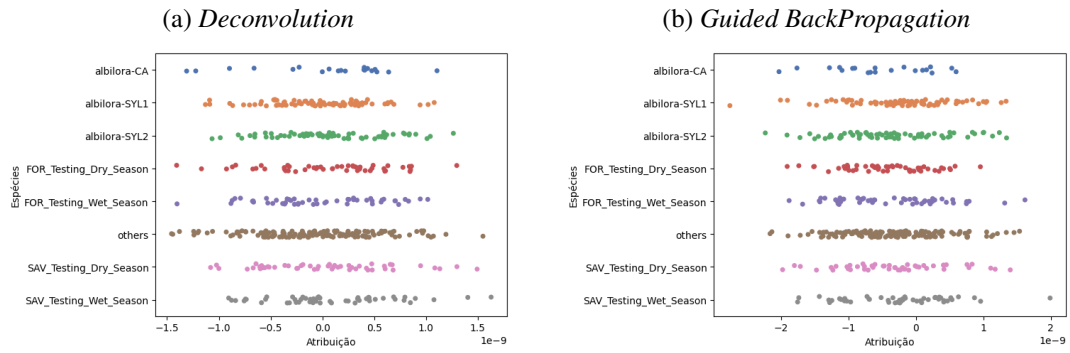 (a) Deconvolution
albilora-CA
albilora-SYL1
albilora-SYL2
FOR_Testing_Dry_Season
FOR_Testing_Wet_Season
others
SAV_Testing_Dry_Season
SAV_Testing_Wet_Season
Espécies
−1.5 −1.0 −0.5 0.0 0.5 1.0 1.5
1e−9
Atribuição
(b) Guided BackPropagation
albilora-CA
albilora-SYL1
albilora-SYL2
FOR_Testing_Dry_Season
FOR_Testing_Wet_Season
others
SAV_Testing_Dry_Season
SAV_Testing_Wet_Season
Espécies
−2 −1 0 1 2
1e−9
Atribuição